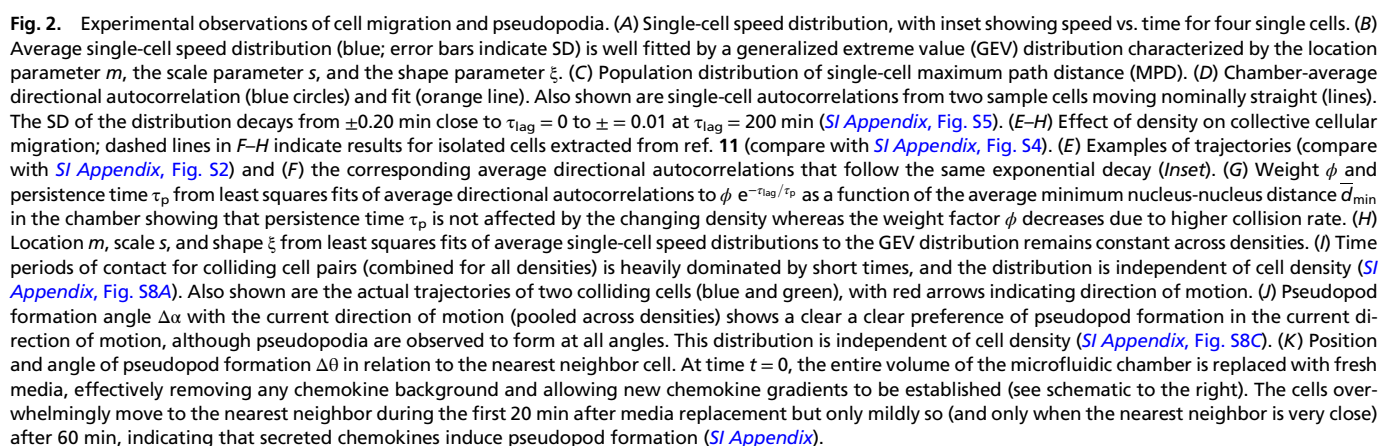 Fig. 2. Experimental observations of cell migration and pseudopodia. (A) Single-cell speed distribution, with inset showing speed vs. time for four single cells. (B)
Average single-cell speed distribution (blue; error bars indicate SD) is well fitted by a generalized extreme value (GEV) distribution characterized by the location
parameter m, the scale parameter s, and the shape parameter ξ. (C) Population distribution of single-cell maximum path distance (MPD). (D) Chamber-average
directional autocorrelation (blue circles) and fit (orange line). Also shown are single-cell autocorrelations from two sample cells moving nominally straight (lines).
The SD of the distribution decays from ±0.20 min close to τlag = 0 to ± = 0.01 at τlag = 200 min (SI Appendix, Fig. S5). (E–H) Effect of density on collective cellular
migration; dashed lines in F–H indicate results for isolated cells extracted from ref. 11 (compare with SI Appendix, Fig. S4). (E) Examples of trajectories (compare
with SI Appendix, Fig. S2) and (F) the corresponding average directional autocorrelations that follow the same exponential decay (Inset). (G) Weight ϕ and
persistence time τp from least squares fits of average directional autocorrelations to ϕ e^−τlag/τp as a function of the average minimum nucleus-nucleus distance d̅min
in the chamber showing that persistence time τp is not affected by the changing density whereas the weight factor ϕ decreases due to higher collision rate. (H)
Location m, scale s, and shape ξ from least squares fits of average single-cell speed distributions to the GEV distribution remains constant across densities. (I) Time
periods of contact for colliding cell pairs (combined for all densities) is heavily dominated by short times, and the distribution is independent of cell density (SI
Appendix, Fig. S8A). Also shown are the actual trajectories of two colliding cells (blue and green), with red arrows indicating direction of motion. (J) Pseudopod
formation angle Δα with the current direction of motion (pooled across densities) shows a clear a clear preference of pseudopod formation in the current di-
rection of motion, although pseudopodia are observed to form at all angles. This distribution is independent of cell density (SI Appendix, Fig. S8C). (K) Position
and angle of pseudopod formation Δθ in relation to the nearest neighbor cell. At time t = 0, the entire volume of the microfluidic chamber is replaced with fresh
media, effectively removing any chemokine background and allowing new chemokine gradients to be established (see schematic to the right). The cells over-
whelmingly move to the nearest neighbor during the first 20 min after media replacement but only mildly so (and only when the nearest neighbor is very close)
after 60 min, indicating that secreted chemokines induce pseudopod formation (SI Appendix).